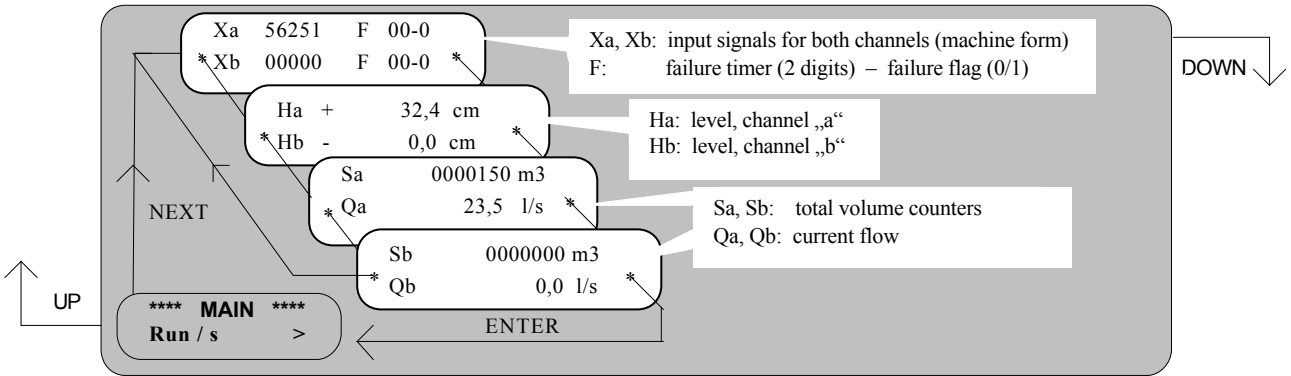 Xa 56251 F 00-0
* Xb 00000 F 00-0 *
Xa, Xb: input signals for both channels (machine form)
F: failure timer (2 digits) – failure flag (0/1)
DOWN
Ha + 32,4 cm
* Hb - 0,0 cm *
Ha: level, channel „a“
Hb: level, channel „b“
Sa 0000150 m3
* Qa 23,5 l/s *
NEXT
Sa, Sb: total volume counters
Qa, Qb: current flow
Sb 0000000 m3
* Qb 0,0 l/s *
UP
**** MAIN ****
Run / s >
ENTER